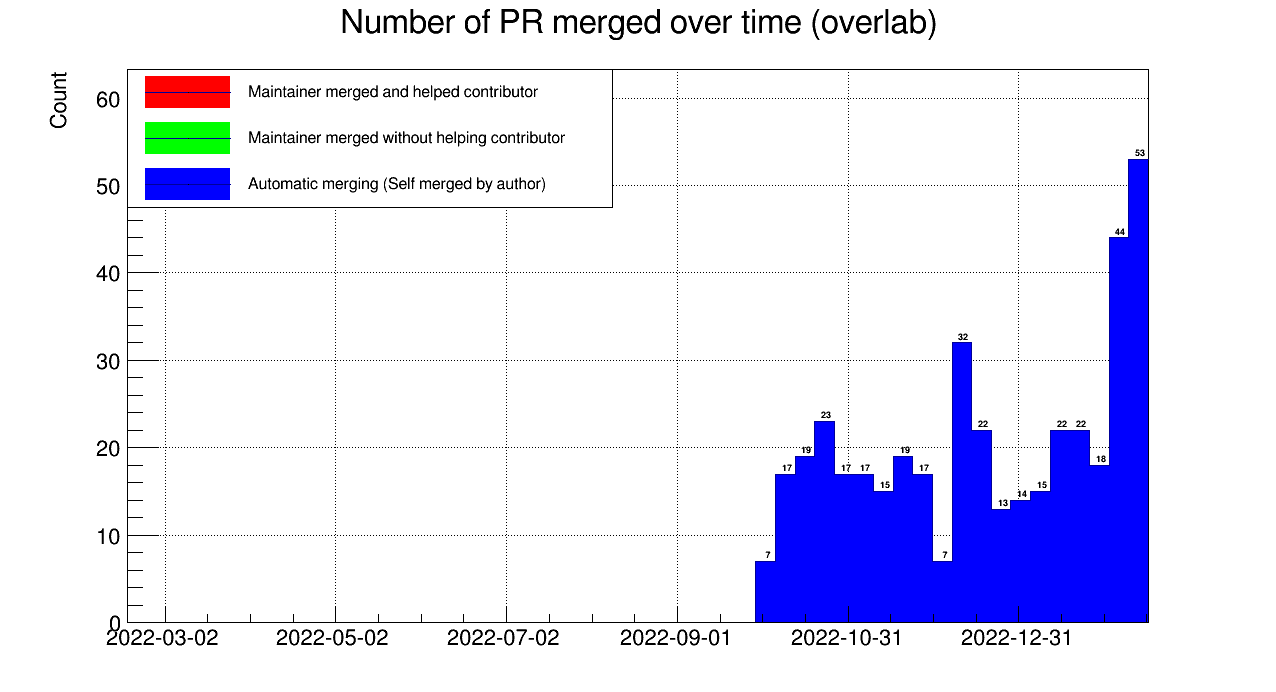 Number of PR merged over time (overlab)
Count
60
50
40
30
20
10
0
Maintainer merged and helped contributor
Maintainer merged without helping contributor
Automatic merging (Self merged by author)
7 17 19 23 17 17 15 19 17 7 32 22 13 14 15 22 22 18 44 53
2022-03-02 2022-05-02 2022-07-02 2022-09-01 2022-10-31 2022-12-31